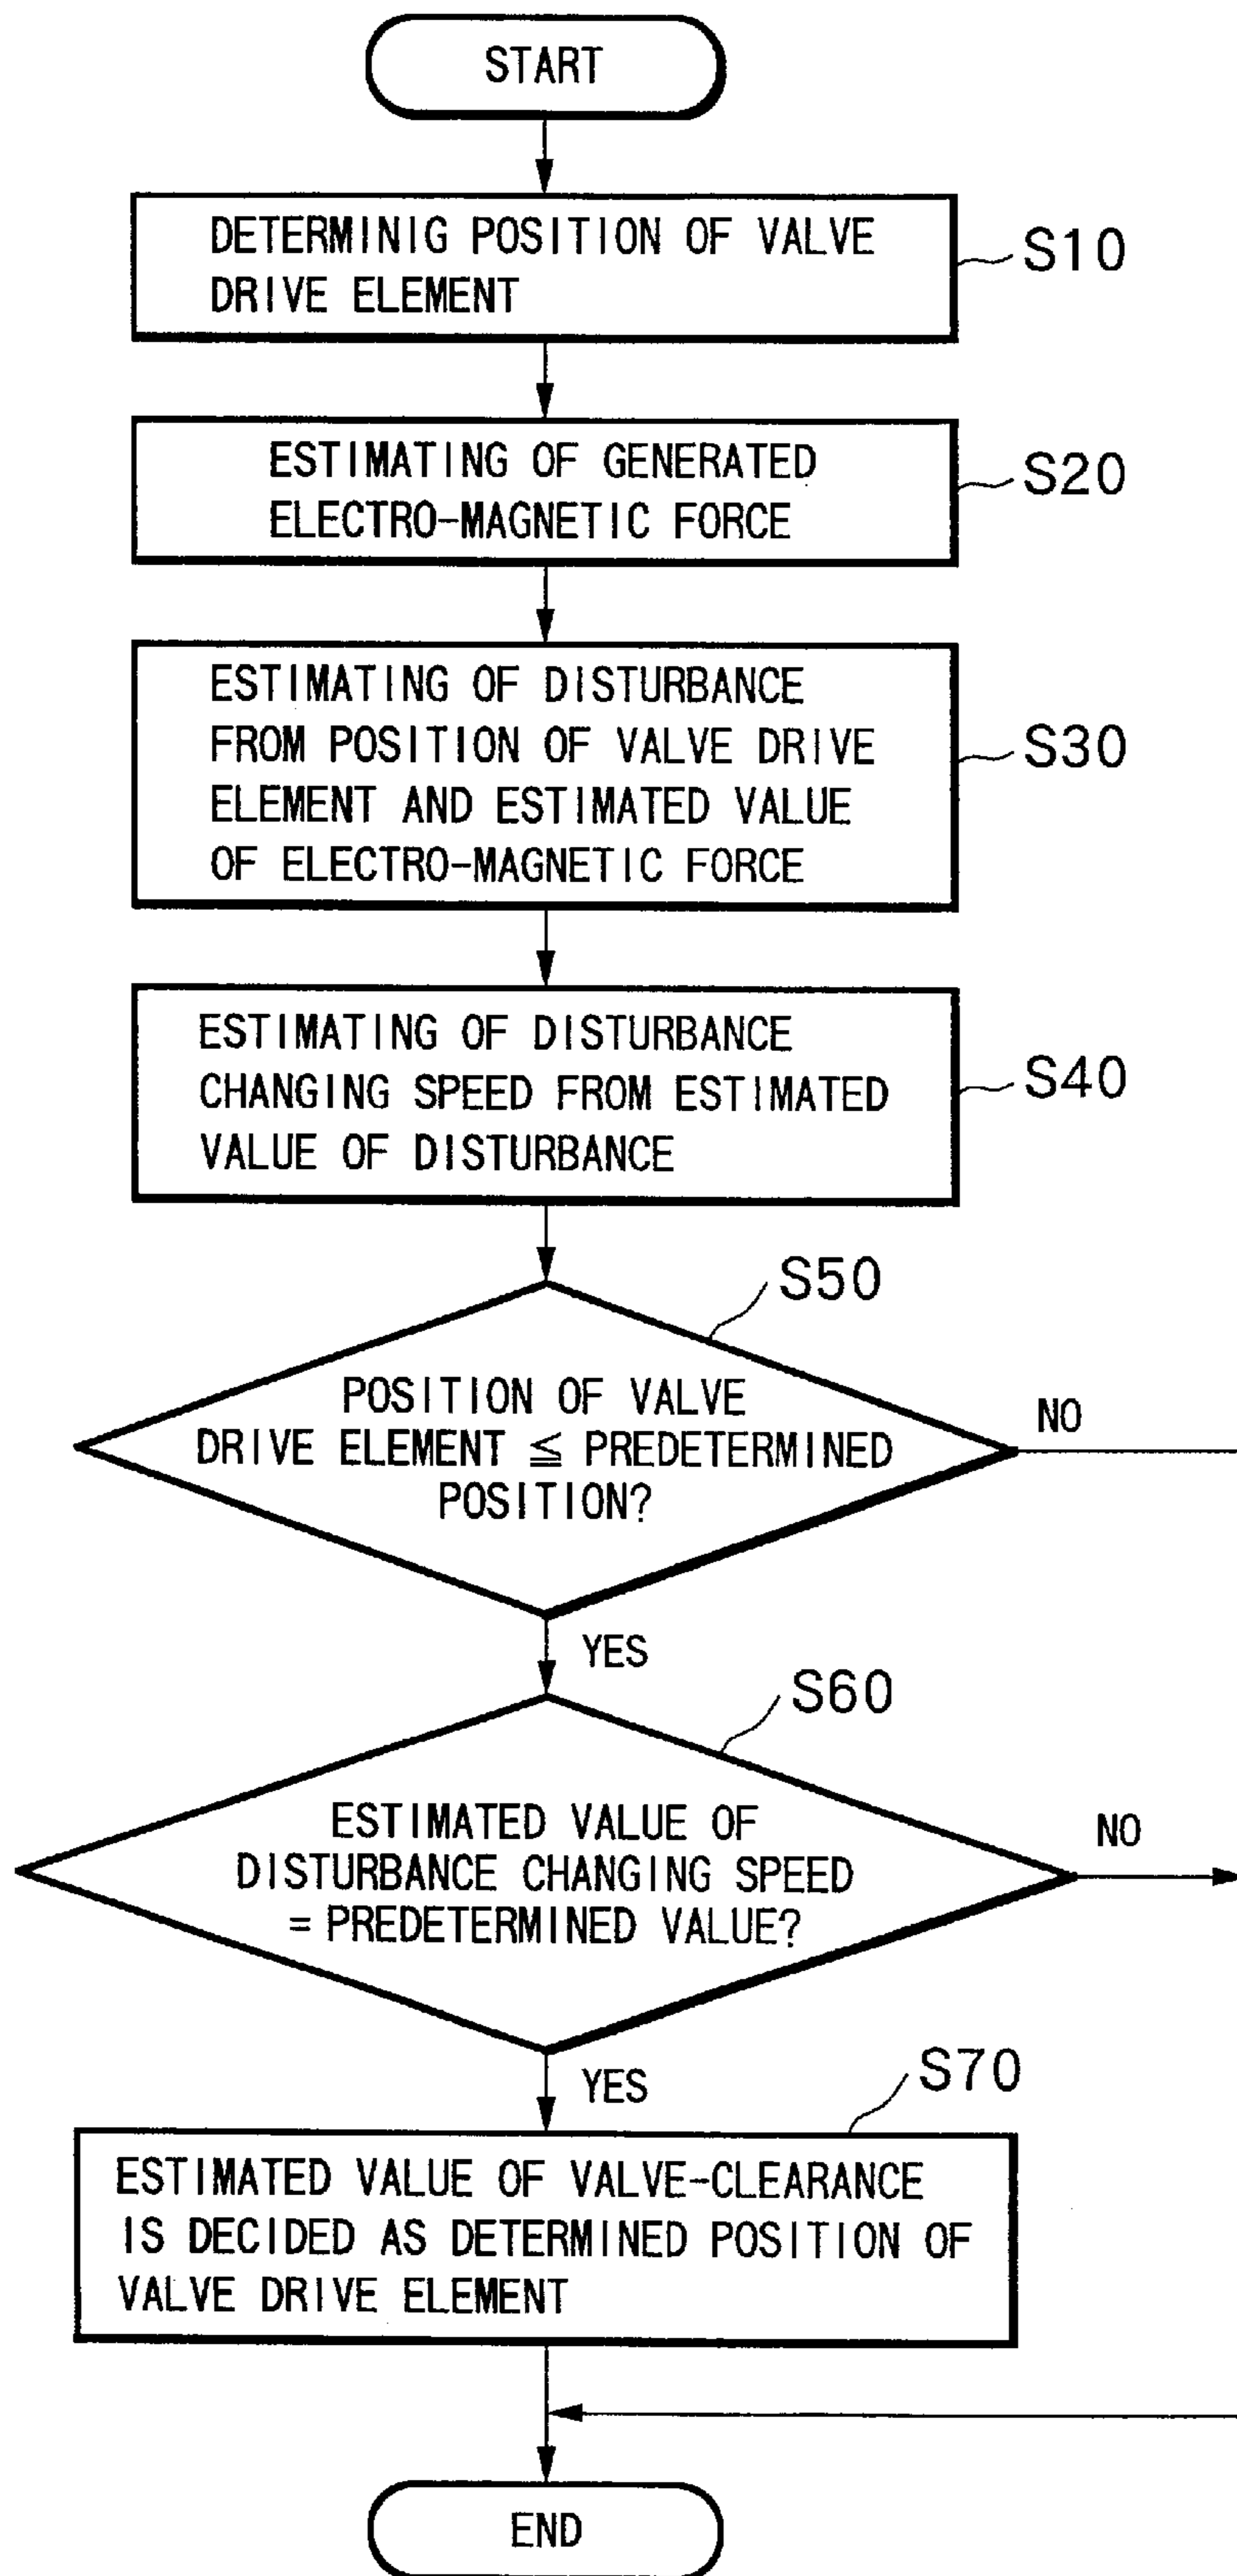 START
DETERMINIG POSITION OF VALVE
DRIVE ELEMENT
S10
ESTIMATING OF GENERATED
ELECTRO-MAGNETIC FORCE
S20
ESTIMATING OF DISTURBANCE
FROM POSITION OF VALVE DRIVE
ELEMENT AND ESTIMATED VALUE
OF ELECTRO-MAGNETIC FORCE
S30
ESTIMATING OF DISTURBANCE
CHANGING SPEED FROM ESTIMATED
VALUE OF DISTURBANCE
S40
S50
POSITION OF VALVE
DRIVE ELEMENT ≦ PREDETERMINED
POSITION?
NO
YES
S60
ESTIMATED VALUE OF
DISTURBANCE CHANGING SPEED
= PREDETERMINED VALUE?
NO
YES
S70
ESTIMATED VALUE OF VALVE-CLEARANCE
IS DECIDED AS DETERMINED POSITION OF
VALVE DRIVE ELEMENT
END